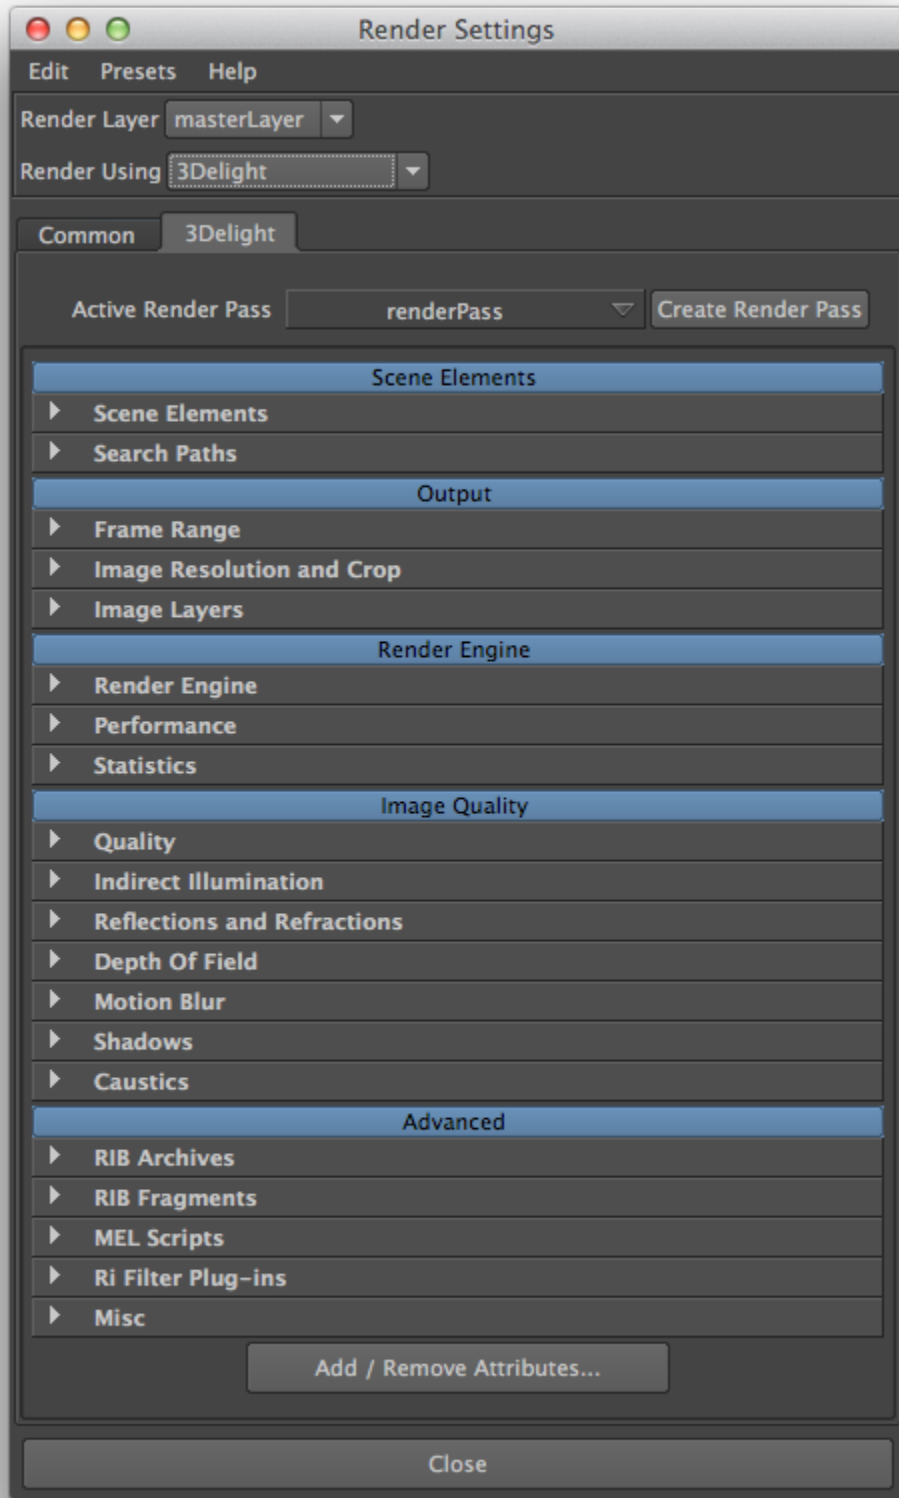 Render Settings
Edit Presets Help
Render Layer masterLayer
Render Using 3Delight
Common 3Delight
Active Render Pass renderPass Create Render Pass
Scene Elements
Scene Elements
Search Paths
Output
Frame Range
Image Resolution and Crop
Image Layers
Render Engine
Render Engine
Performance
Statistics
Image Quality
Quality
Indirect Illumination
Reflections and Refractions
Depth Of Field
Motion Blur
Shadows
Caustics
Advanced
RIB Archives
RIB Fragments
MEL Scripts
Ri Filter Plug-ins
Misc
Add / Remove Attributes...
Close